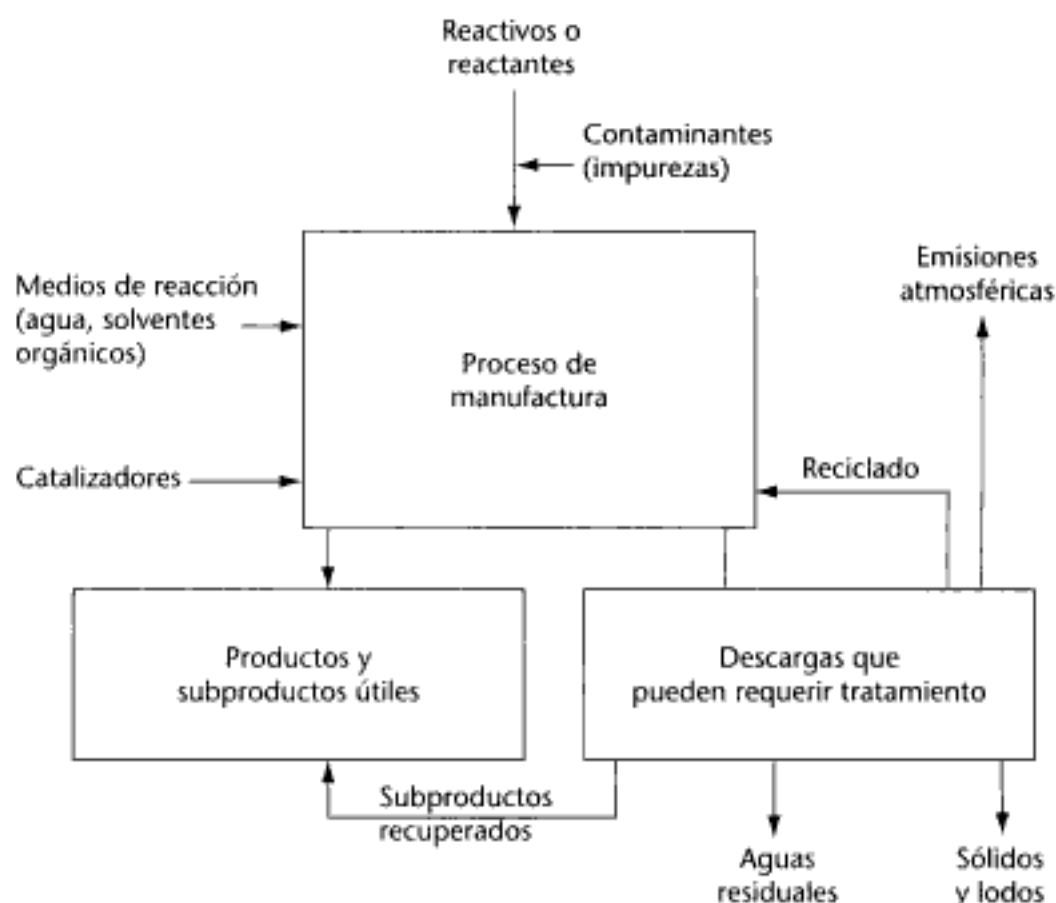 Reactivos o
reactantes
Contaminantes
(impurezas)
Emisiones
atmosféricas
Medios de reacción
(agua, solventes
orgánicos)
Proceso de
manufactura
Catalizadores
Reciclado
Productos y
subproductos útiles
Descargas que
pueden requerir tratamiento
Subproductos
recuperados
Aguas
residuales
Sólidos
y lodos